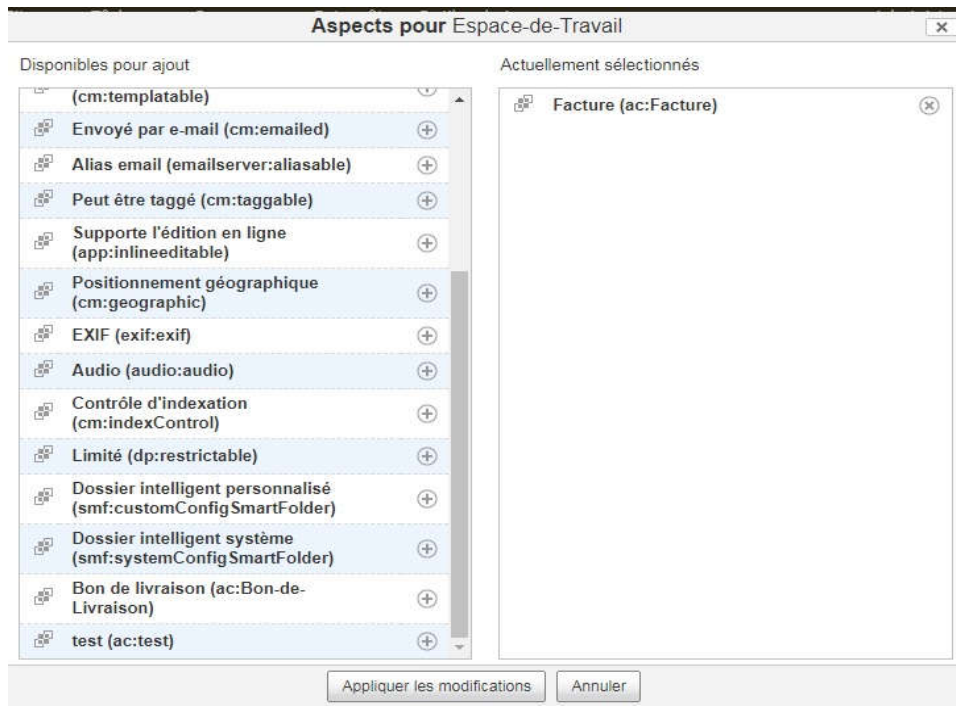 Aspects pour Espace-de-Travail
Disponibles pour ajout
(cm:templatable)
Envoyé par e-mail (cm:emailed)
Alias email (emailserver:aliasable)
Peut être taggé (cm:taggable)
Supporte l'édition en ligne
(app:inlineeditable)
Positionnement géographique
(cm:geographic)
EXIF (exif:exif)
Audio (audio:audio)
Contrôle d'indexation
(cm:indexControl)
Limité (dp:restrictable)
Dossier intelligent personnalisé
(smf:customConfigSmartFolder)
Dossier intelligent système
(smf:systemConfigSmartFolder)
Bon de livraison (ac:Bon-de-
Livraison)
test (ac:test)
Actuellement sélectionnés
Facture (ac:Facture)
Appliquer les modifications
Annuler